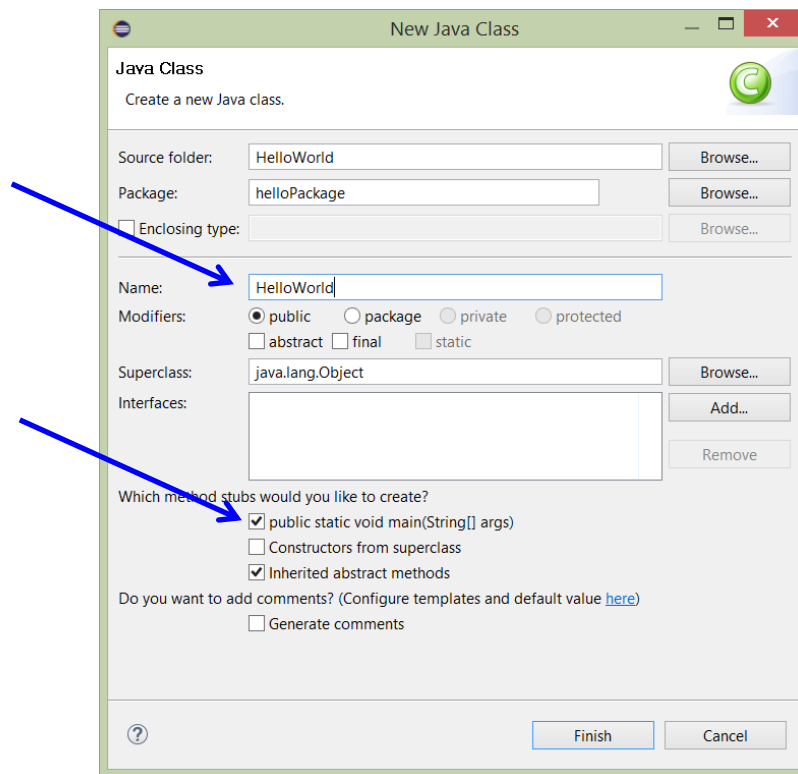 New Java Class
Java Class
Create a new Java class.
Source folder: HelloWorld Browse...
Package: helloPackage Browse...
Enclosing type: Browse...
Name: HelloWorld
Modifiers: public package private protected
abstract final static
Superclass: java.lang.Object Browse...
Interfaces: Add...
Remove
Which method stubs would you like to create?
public static void main(String[] args)
Constructors from superclass
Inherited abstract methods
Do you want to add comments? (Configure templates and default value here)
Generate comments
? Finish Cancel